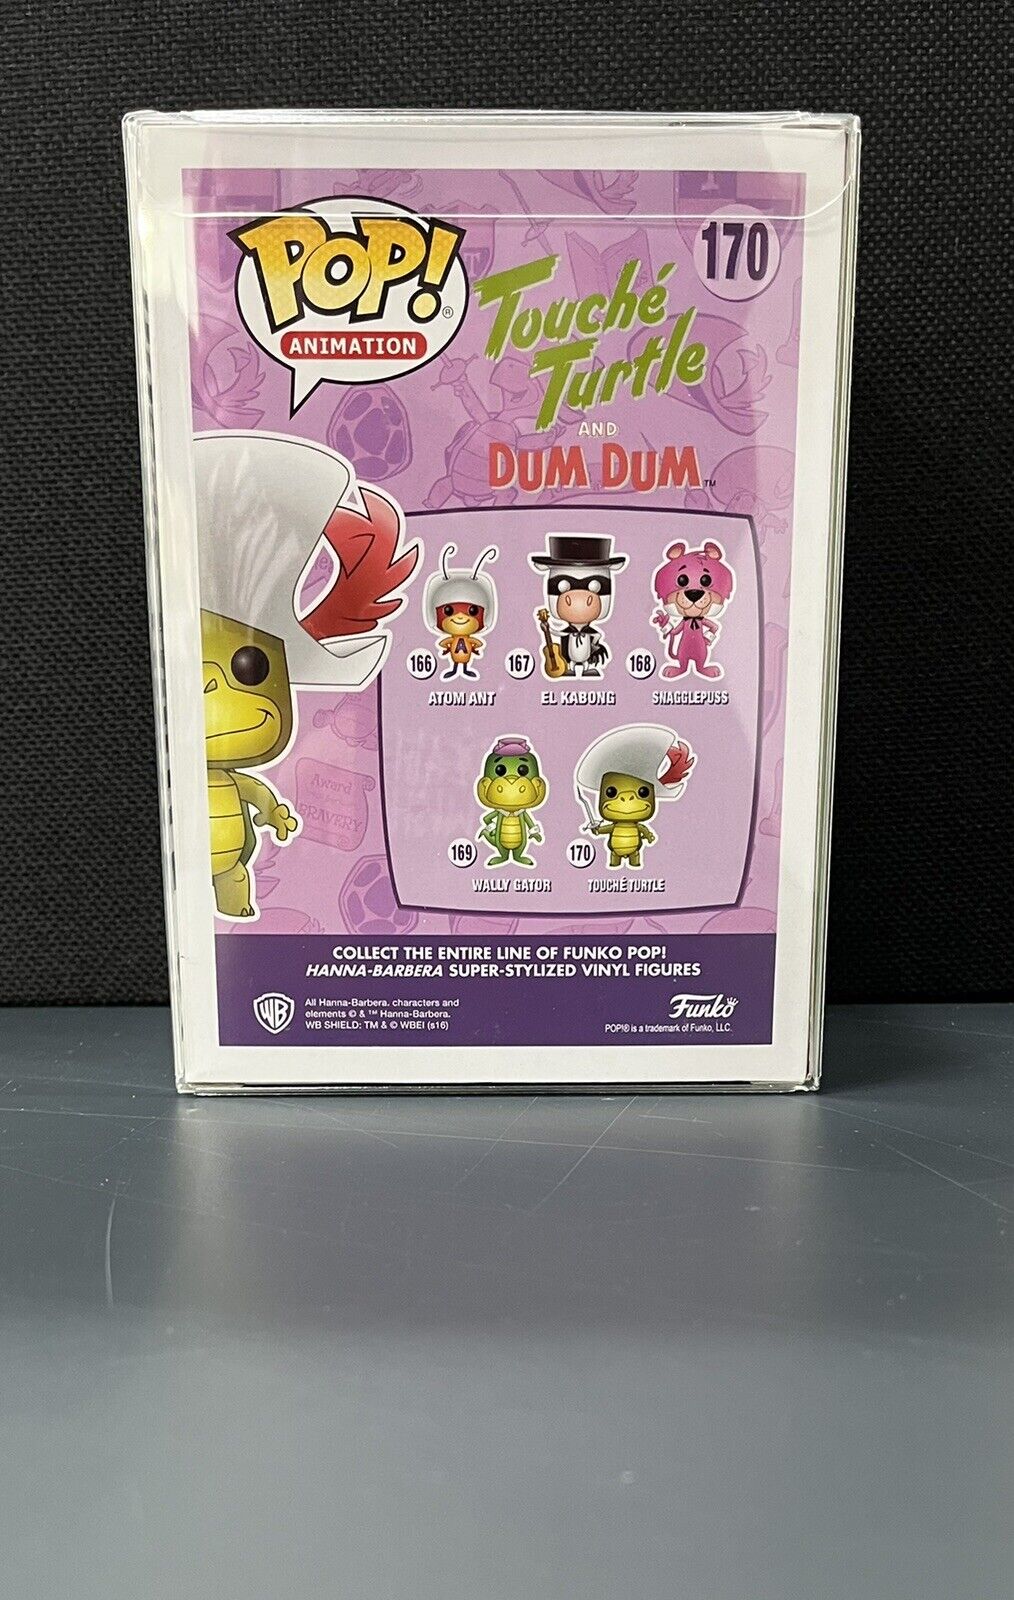 POP!®
ANIMATION
170
Touché
Turtle
AND
DUM DUM™
166
ATOM ANT
167
EL KABONG
168
SNAGGLEPUSS
169
WALLY GATOR
170
TOUCHÉ TURTLE
Award
BRAVERY
COLLECT THE ENTIRE LINE OF FUNKO POP!
HANNA-BARBERA SUPER-STYLIZED VINYL FIGURES
WB
All Hanna-Barbera. characters and
elements © & ™ Hanna-Barbera.
WB SHIELD: TM & © WBEI (s16)
Funko
POP!® is a trademark of Funko, LLC.